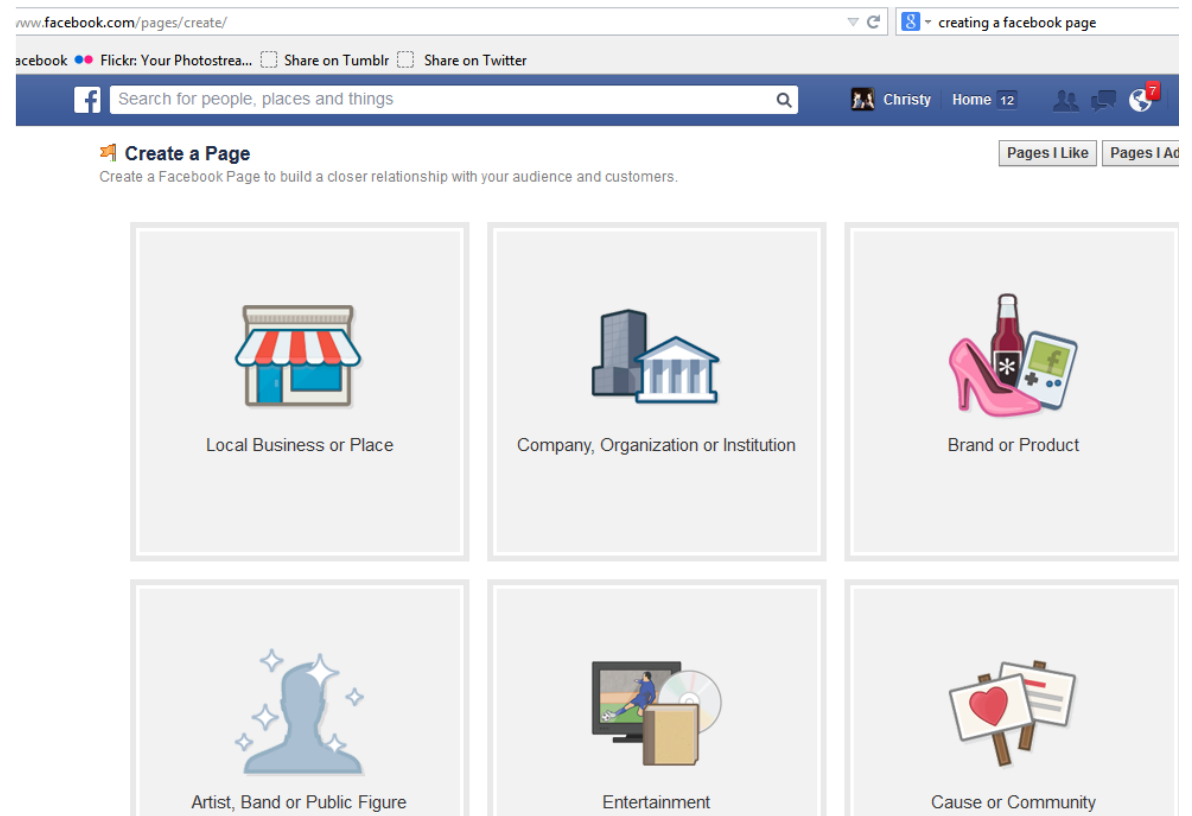 www.facebook.com/pages/create/
8 creating a facebook page
acebook Flickr: Your Photostrea... Share on Tumblr Share on Twitter
f Search for people, places and things Christy Home 12 7
Create a Page Pages I Like Pages I Ad
Create a Facebook Page to build a closer relationship with your audience and customers.
Local Business or Place Company, Organization or Institution Brand or Product
Artist, Band or Public Figure Entertainment Cause or Community